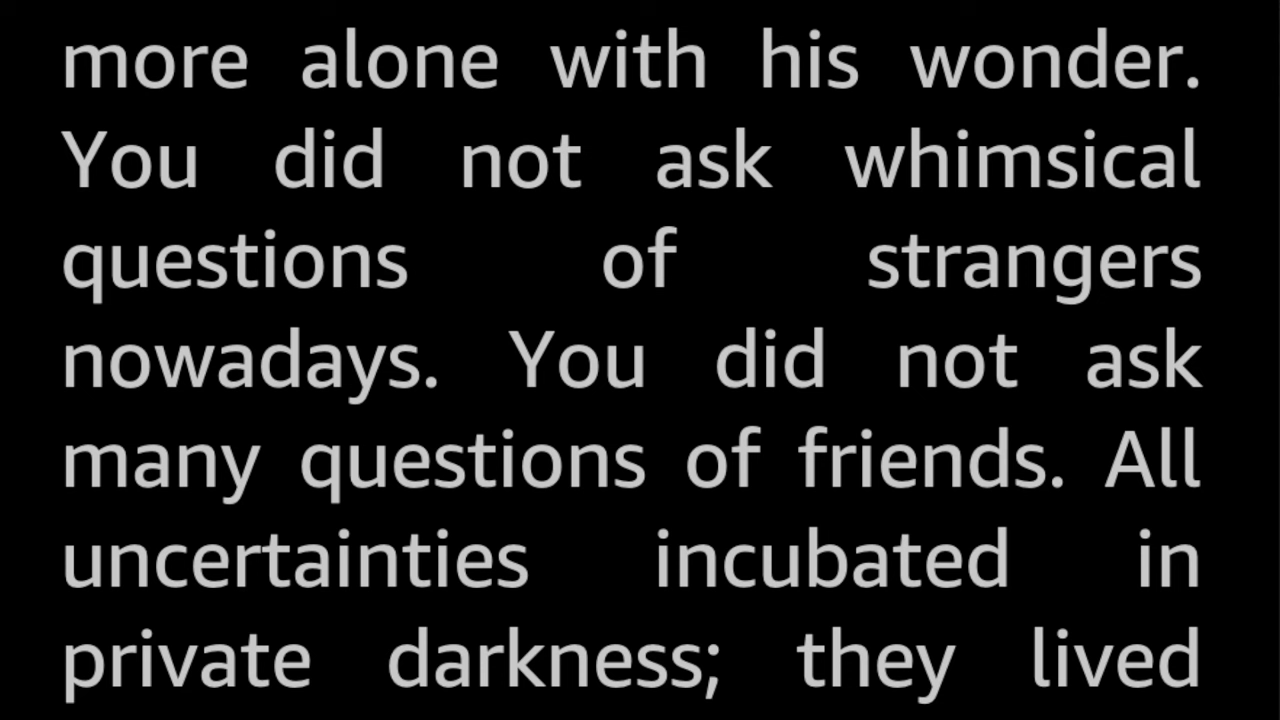 more alone with his wonder.
You did not ask whimsical
questions of strangers
nowadays. You did not ask
many questions of friends. All
uncertainties incubated in
private darkness; they lived